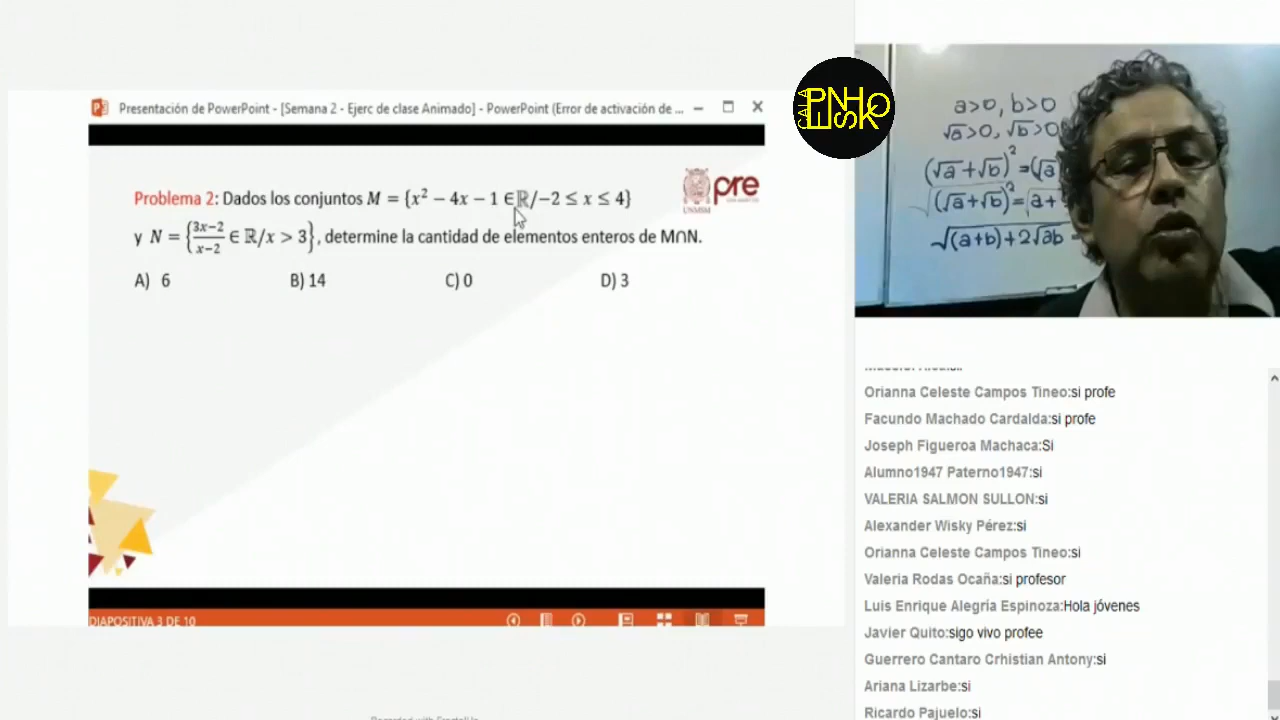 Presentación de PowerPoint - [Semana 2 - Ejerc de clase Animado] - PowerPoint (Error de activación de ...
Problema 2: Dados los conjuntos M = {x² − 4x − 1 ∈ℝ/−2 ≤ x ≤ 4}
y N = {(3x−2)/(x−2) ∈ ℝ/x > 3}, determine la cantidad de elementos enteros de M∩N.
A) 6 B) 14 C) 0 D) 3
pre
UNMSM
DIAPOSITIVA 3 DE 10
a>0, b>0
√a>0, √b>0
(√a+√b)²=(√a
(√a+√b)²= a+
√(a+b)+2√ab =
Orianna Celeste Campos Tineo:si profe
Facundo Machado Cardalda:si profe
Joseph Figueroa Machaca:Si
Alumno1947 Paterno1947:si
VALERIA SALMON SULLON:si
Alexander Wisky Pérez:si
Orianna Celeste Campos Tineo:si
Valeria Rodas Ocaña:si profesor
Luis Enrique Alegría Espinoza:Hola jóvenes
Javier Quito:sigo vivo profee
Guerrero Cantaro Crhistian Antony:si
Ariana Lizarbe:si
Ricardo Pajuelo:si